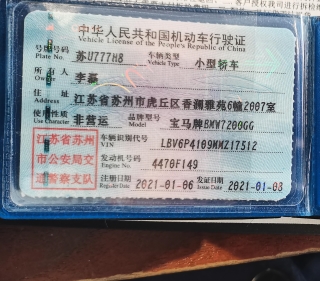 中华人民共和国机动车行驶证
Vehicle License of the People's Republic of China
号牌号码 苏U777H8 车辆类型 小型轿车
Plate No. Vehicle Type
所有人 李磊
Owner
住址 江苏省苏州市虎丘区香澜雅苑6幢2007室
Address
使用性质 非营运 品牌型号 宝马牌BMW7200GG
Use Character Model
江苏省苏州 车辆识别代号 LBV6P4109MMZ17512
VIN
市公安局交 发动机号码 4470F149
Engine No.
通警察支队 注册日期 2021-01-06 发证日期 2021-01-08
Register Date Issue Date